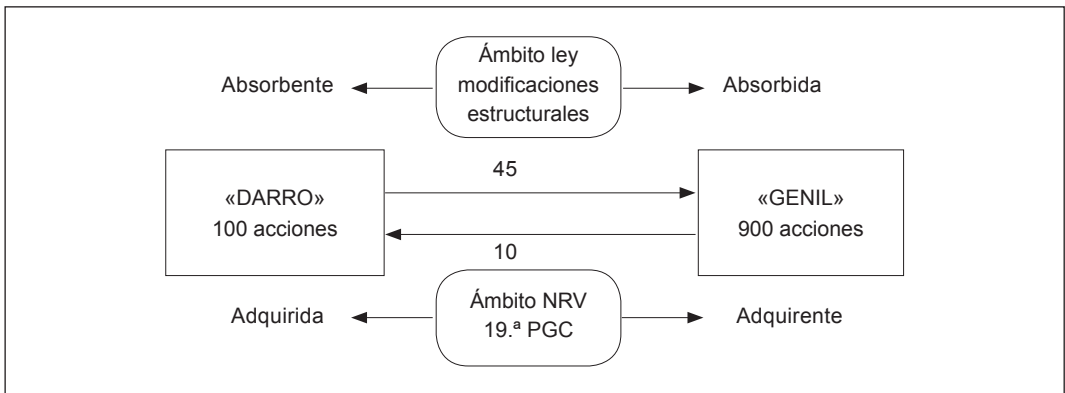 Ámbito ley
modificaciones
estructurales
Absorbente
Absorbida
45
«DARRO»
100 acciones
«GENIL»
900 acciones
10
Ámbito NRV
19.ª PGC
Adquirida
Adquirente